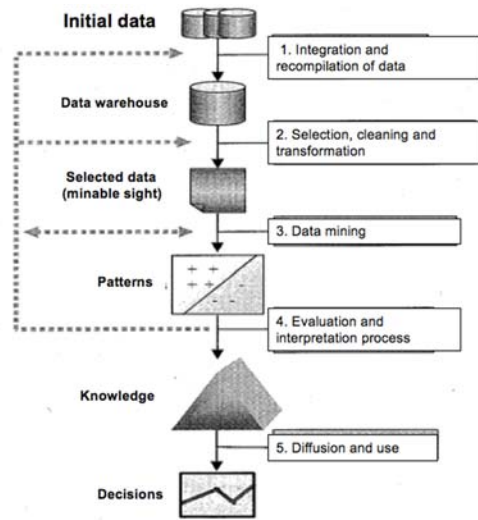 Initial data
1. Integration and
recompilation of data
Data warehouse
2. Selection, cleaning and
transformation
Selected data
(minable sight)
3. Data mining
Patterns
4. Evaluation and
interpretation process
Knowledge
5. Diffusion and use
Decisions